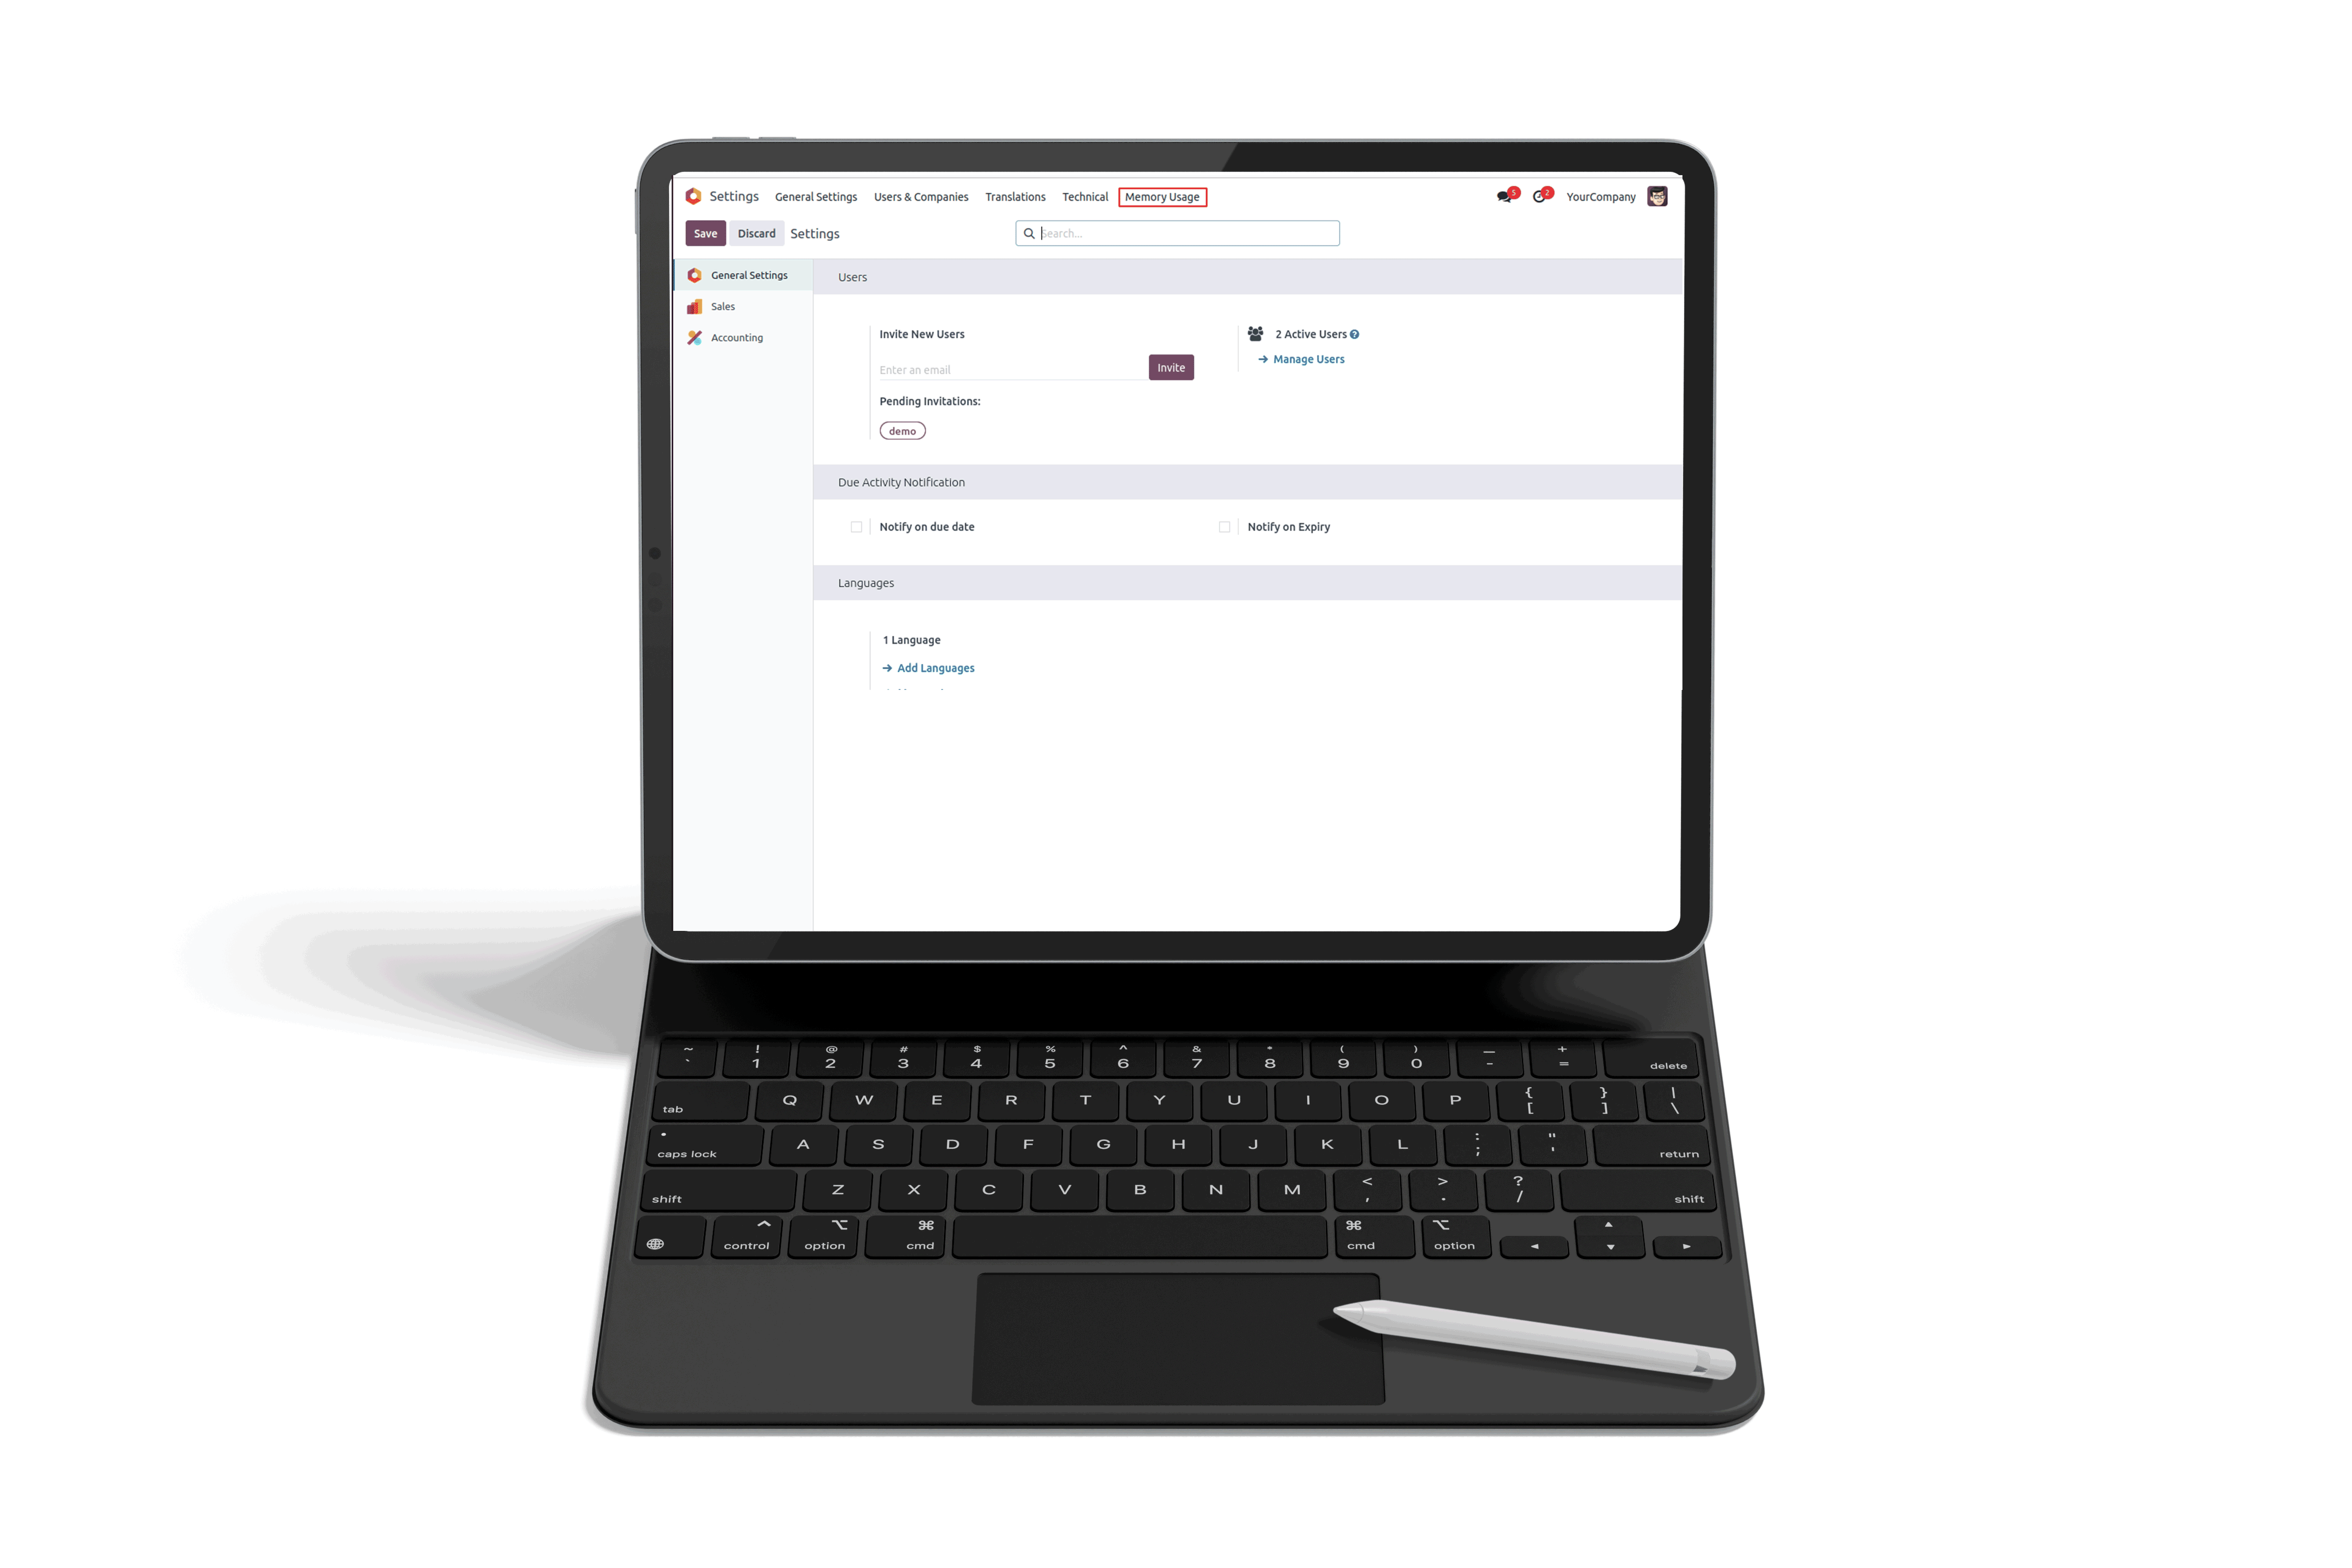 Settings General Settings Users & Companies Translations Technical Memory Usage 5 2 YourCompany
Save Discard Settings Search...
General Settings
Sales
Accounting
Users
Invite New Users
Enter an email Invite
Pending Invitations:
demo
2 Active Users ?
Manage Users
Due Activity Notification
Notify on due date Notify on Expiry
Languages
1 Language
Add Languages
~ ! @ # $ % ^ & * ( ) — +
` 1 2 3 4 5 6 7 8 9 0 - = delete
tab Q W E R T Y U I O P { [ } ] | \
caps lock A S D F G H J K L : ; " ' return
shift Z X C V B N M < , > . ? / shift
control option cmd cmd option